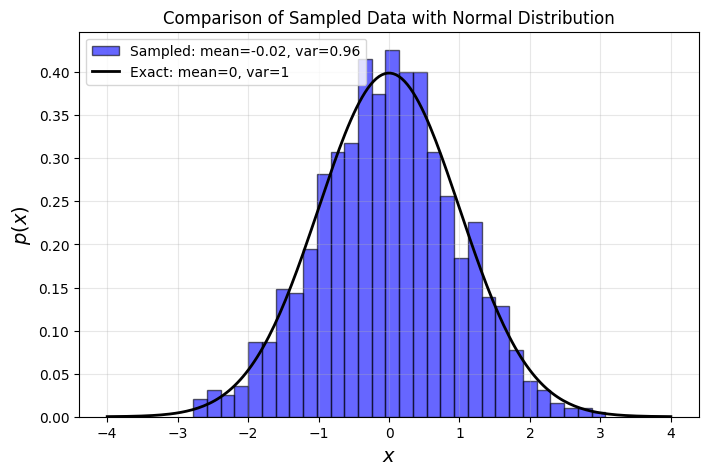 Comparison of Sampled Data with Normal Distribution
Sampled: mean=-0.02, var=0.96
Exact: mean=0, var=1
p(x)
0.40
0.35
0.30
0.25
0.20
0.15
0.10
0.05
0.00
−4 −3 −2 −1 0 1 2 3 4
x